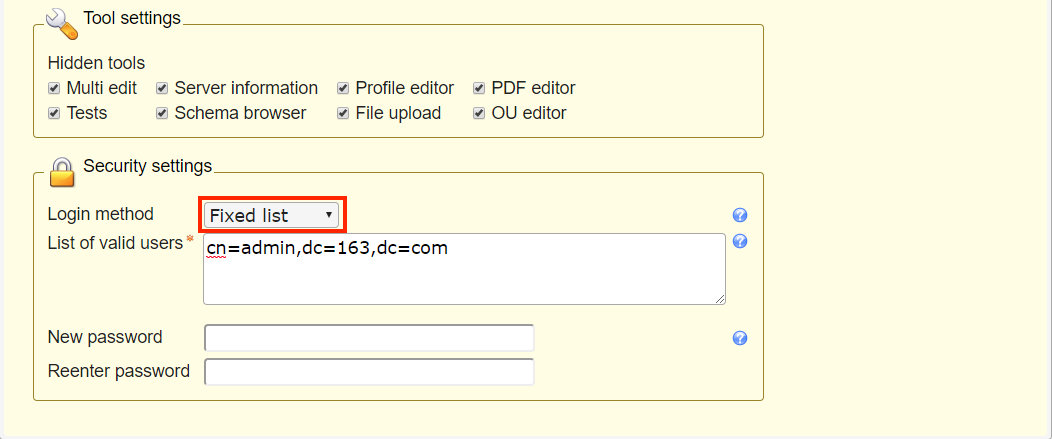 Tool settings
Hidden tools
Multi edit Server information Profile editor PDF editor
Tests Schema browser File upload OU editor
Security settings
Login method Fixed list
List of valid users* cn=admin,dc=163,dc=com
New password
Reenter password